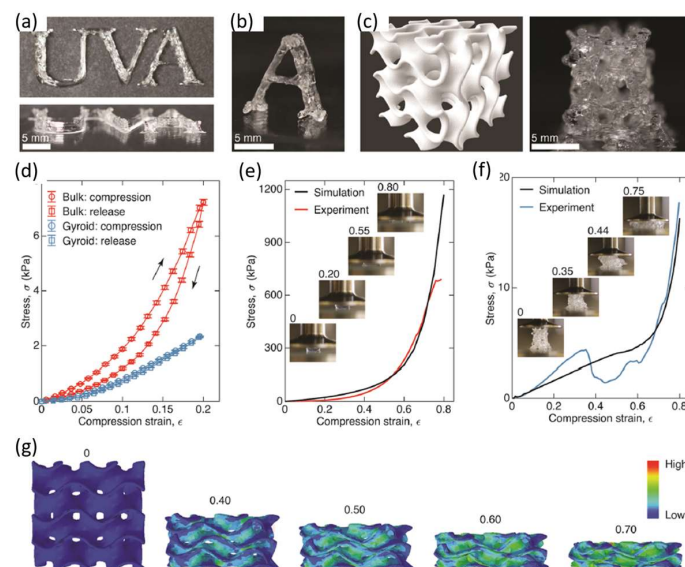 (a)
UVA
5 mm
(b)
A
5 mm
(c)
5 mm
(d)
Bulk: compression
Bulk: release
Gyroid: compression
Gyroid: release
Stress, σ (kPa)
6
4
2
0
0 0.05 0.1 0.15 0.2
Compression strain, ϵ
(e)
Simulation
Experiment
0.80
0.55
0.20
0
Stress, σ (kPa)
1200
900
600
300
0
0 0.2 0.4 0.6 0.8
Compression strain, ϵ
(f)
Simulation
Experiment
0.75
0.44
0.35
0
Stress, σ (kPa)
20
15
10
5
0
0 0.2 0.4 0.6 0.8
Compression strain, ϵ
(g)
0
0.40
0.50
0.60
0.70
High
Low